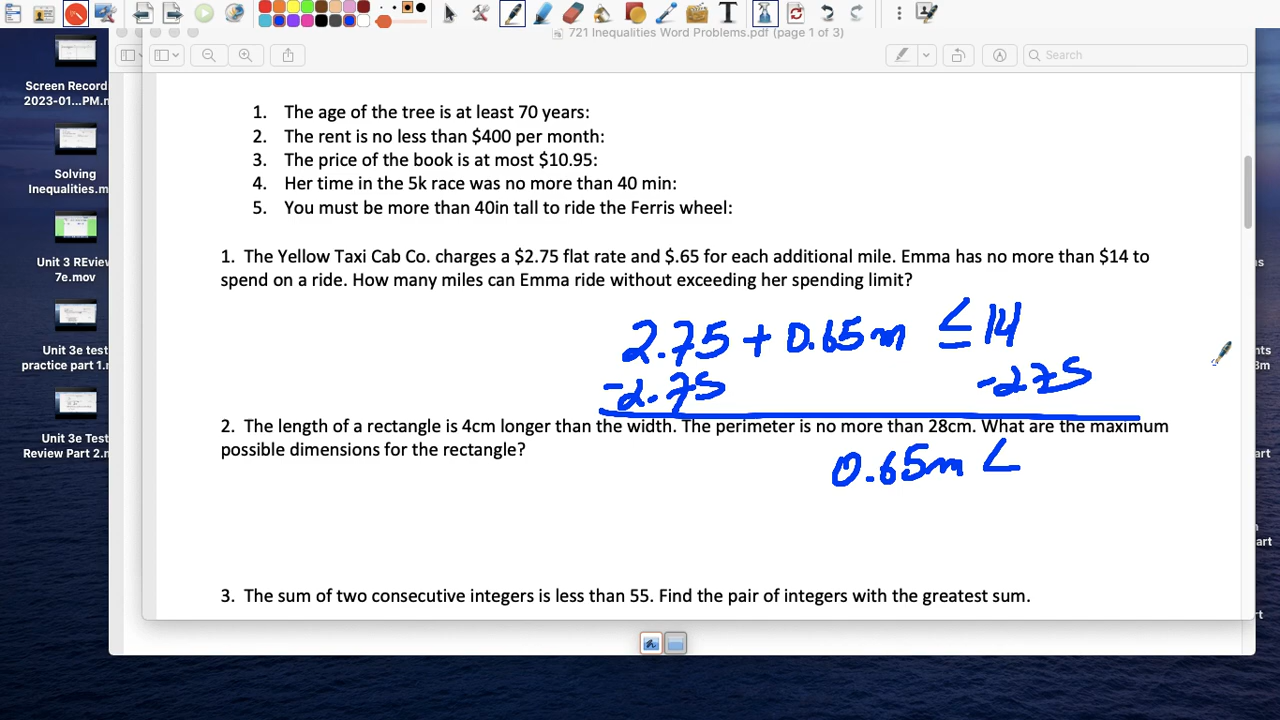 721 Inequalities Word Problems.pdf (page 1 of 3)
Search
Screen Record
2023-01...PM.m
Solving
Inequalities.m
Unit 3 REview
7e.mov
Unit 3e test
practice part 1.r
Unit 3e Test
Review Part 2.n
1. The age of the tree is at least 70 years:
2. The rent is no less than $400 per month:
3. The price of the book is at most $10.95:
4. Her time in the 5k race was no more than 40 min:
5. You must be more than 40in tall to ride the Ferris wheel:
1. The Yellow Taxi Cab Co. charges a $2.75 flat rate and $.65 for each additional mile. Emma has no more than $14 to
spend on a ride. How many miles can Emma ride without exceeding her spending limit?
2.75 + 0.65m ≤ 14
-2.75 -275
2. The length of a rectangle is 4cm longer than the width. The perimeter is no more than 28cm. What are the maximum
possible dimensions for the rectangle?
0.65m <
3. The sum of two consecutive integers is less than 55. Find the pair of integers with the greatest sum.